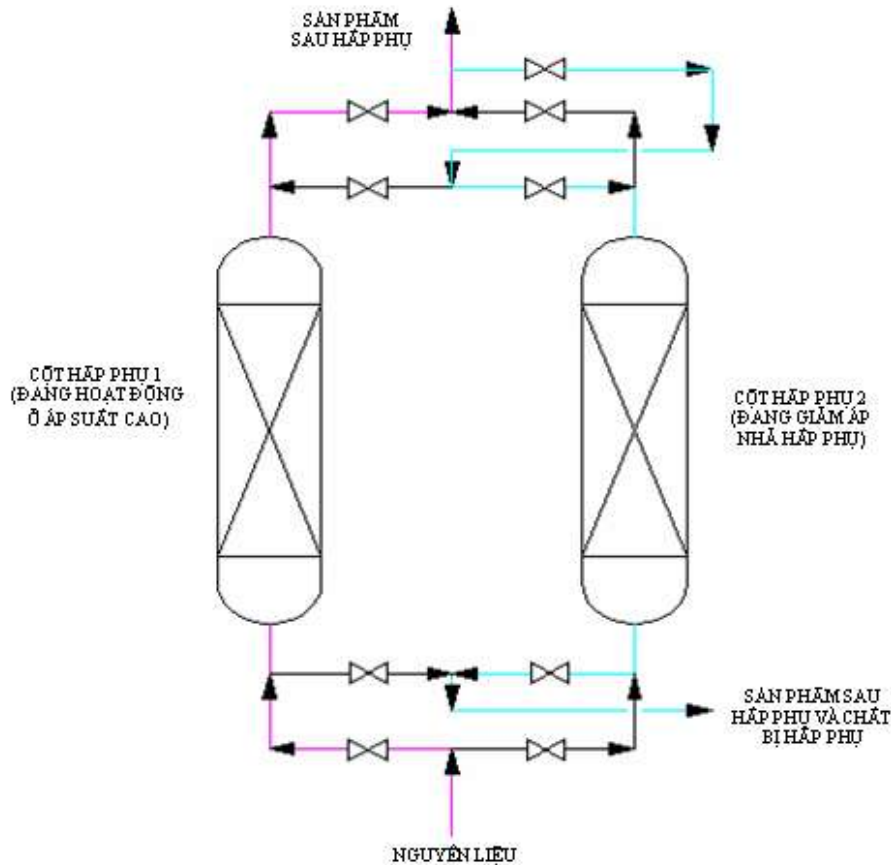 SẢN PHẨM
SAU HẤP PHỤ
CỘT HẤP PHỤ 1
(ĐANG HOẠT ĐỘNG
Ở ÁP SUẤT CAO)
CỘT HẤP PHỤ 2
(ĐANG GIẢM ÁP
NHẢ HẤP PHỤ)
SẢN PHẨM SAU
HẤP PHỤ VÀ CHẤT
BỊ HẤP PHỤ
NGUYÊN LIỆU